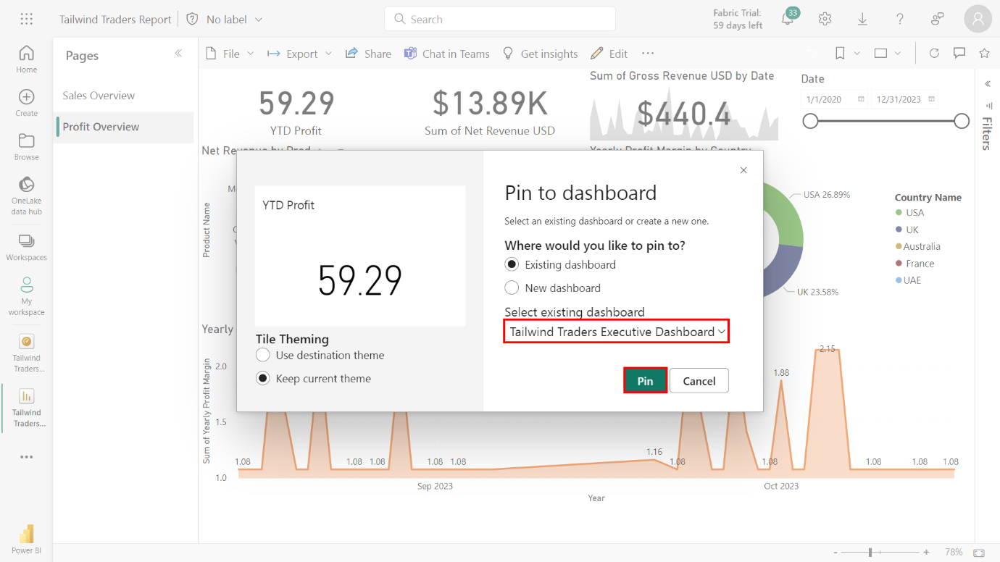 Tailwind Traders Report
No label
Search
Fabric Trial:
59 days left
33
Home
Create
Browse
OneLake
data hub
Workspaces
My
workspace
Tailwind
Traders...
Tailwind
Traders...
Power BI
Pages
Sales Overview
Profit Overview
File
Export
Share
Chat in Teams
Get insights
Edit
59.29
YTD Profit
$13.89K
Sum of Net Revenue USD
Sum of Gross Revenue USD by Date
$440.4
Date
1/1/2020
12/31/2023
Filters
Net Revenue by Prod
Yearly Profit Margin by Country
Product Name
YTD Profit
59.29
Tile Theming
Use destination theme
Keep current theme
Pin to dashboard
Select an existing dashboard or create a new one.
Where would you like to pin to?
Existing dashboard
New dashboard
Select existing dashboard
Tailwind Traders Executive Dashboard
Pin
Cancel
USA 26.89%
UK 23.58%
Country Name
USA
UK
Australia
France
UAE
Yearly
Sum of Yearly Profit Margin
2.0
1.5
1.0
1.08
1.08
1.08
1.08
1.08
1.16
1.08
1.88
1.08
2.15
1.08
1.08
1.08
Sep 2023
Oct 2023
Year
78%